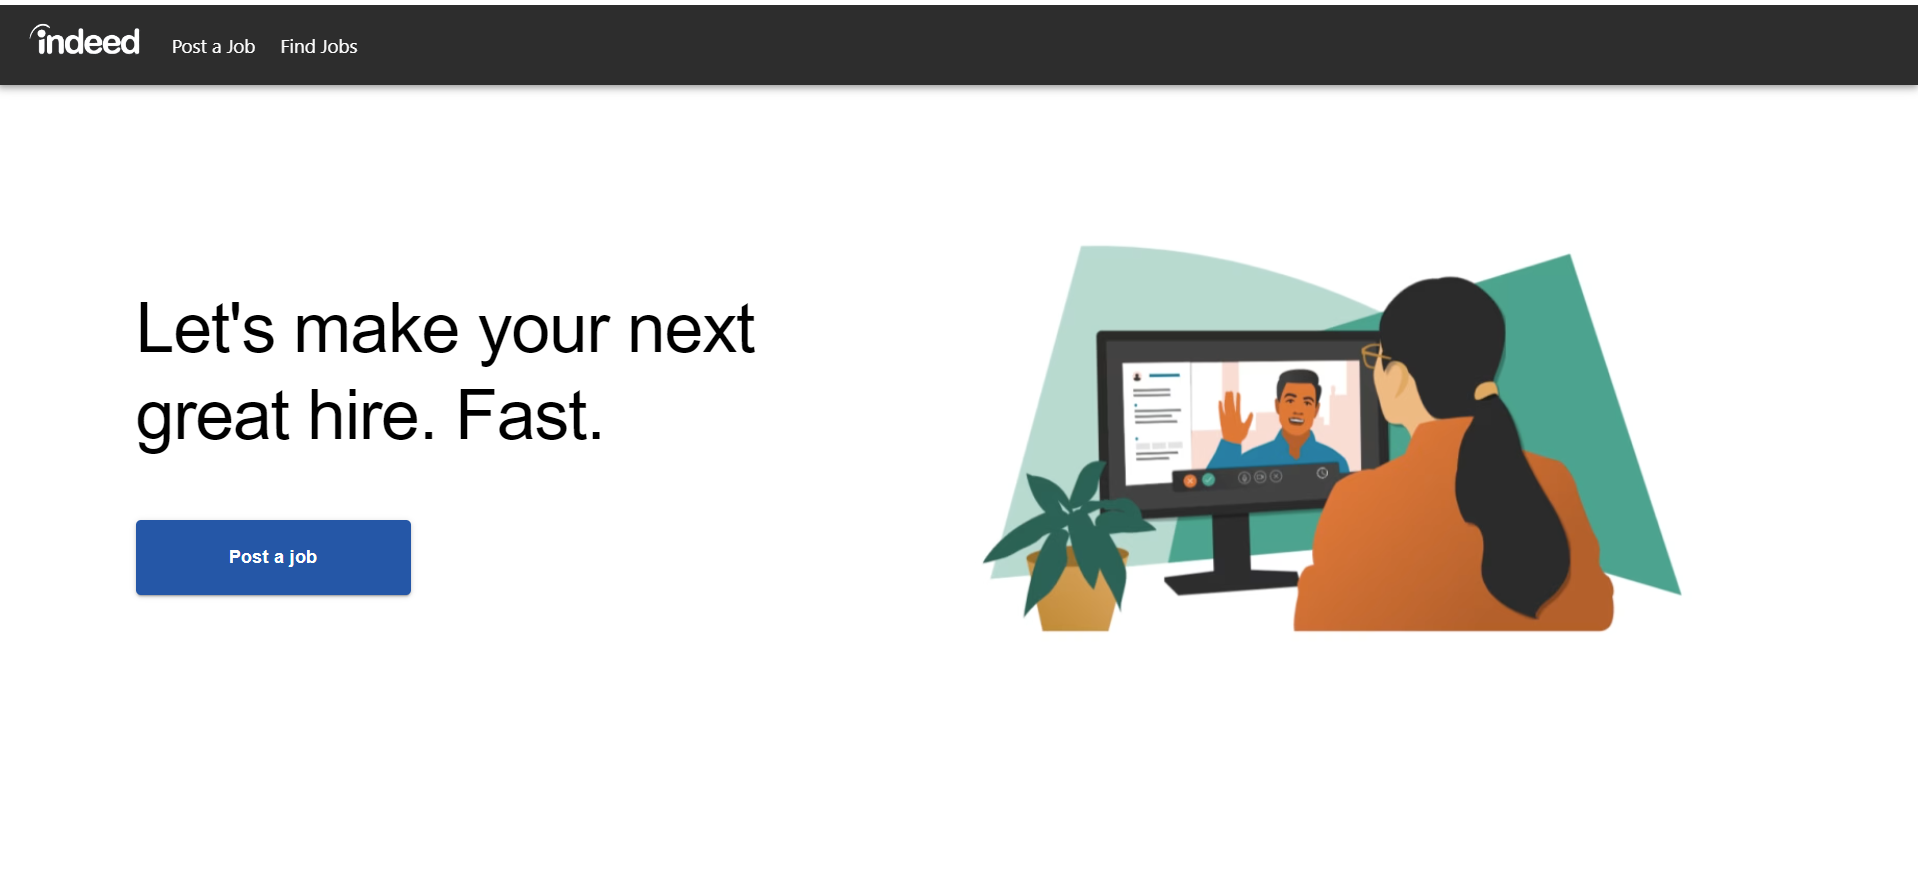 indeed
Post a Job
Find Jobs
Let's make your next
great hire. Fast.
Post a job